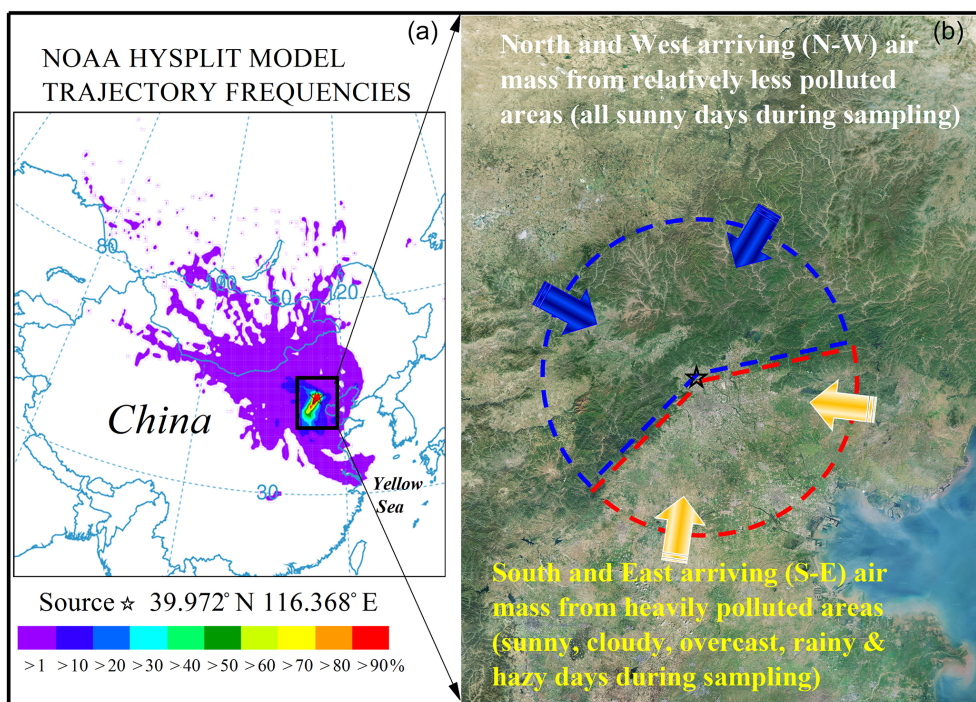 (a)
NOAA HYSPLIT MODEL
TRAJECTORY FREQUENCIES
80
100
120
China
30
Yellow
Sea
Source ☆ 39.972° N 116.368° E
>1 >10 >20 >30 >40 >50 >60 >70 >80 >90%
(b)
North and West arriving (N-W) air
mass from relatively less polluted
areas (all sunny days during sampling)
South and East arriving (S-E) air
mass from heavily polluted areas
(sunny, cloudy, overcast, rainy &
hazy days during sampling)